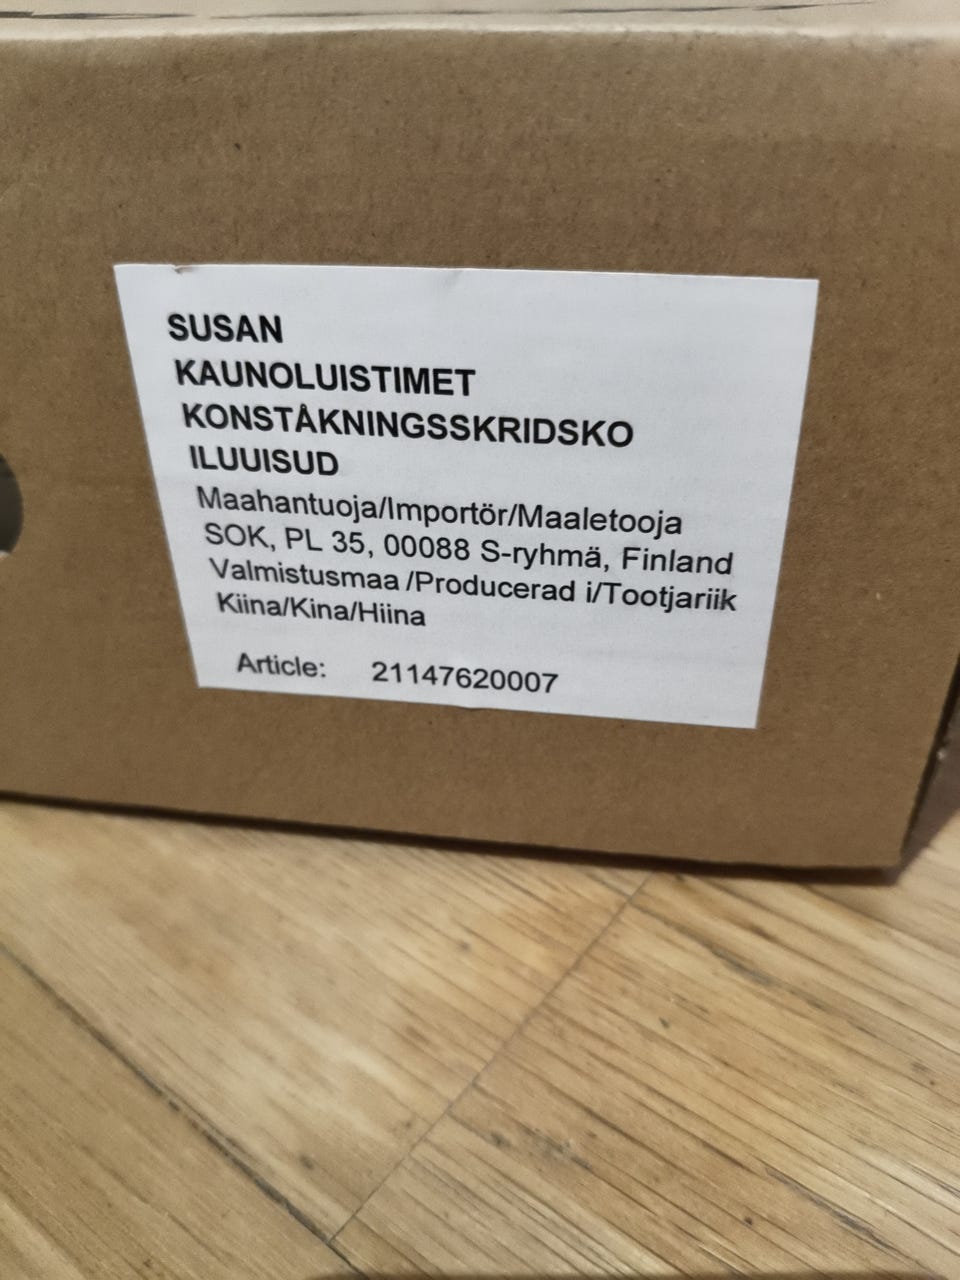 SUSAN
KAUNOLUISTIMET
KONSTÅKNINGSSKRIDSKO
ILUUISUD
Maahantuoja/Importör/Maaletooja
SOK, PL 35, 00088 S-ryhmä, Finland
Valmistusmaa /Producerad i/Tootjariik
Kiina/Kina/Hiina
Article: 21147620007